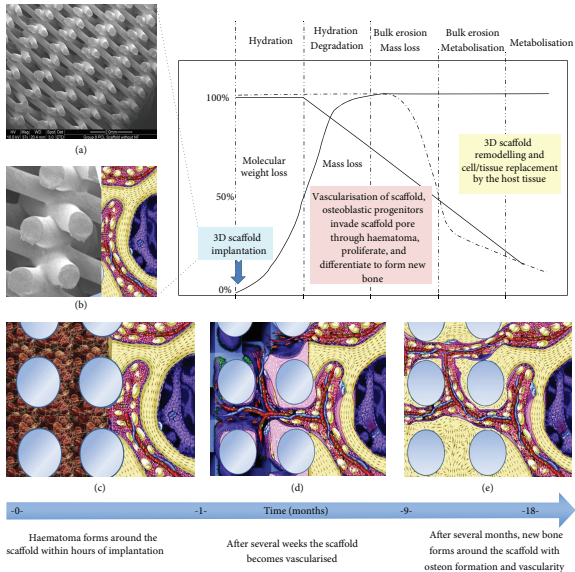 Hydration
Hydration
Degradation
Bulk erosion
Mass loss
Bulk erosion
Metabolisation
Metabolisation
(a)
100%
50%
0%
Molecular
weight loss
Mass loss
3D scaffold
implantation
Vascularisation of scaffold,
osteoblastic progenitors
invade scaffold pore
through haematoma,
proliferate, and
differentiate to form new
bone
3D scaffold
remodelling and
cell/tissue replacement
by the host tissue
(b)
(c)
(d)
(e)
-0-
-1-
Time (months)
-9-
-18-
Haematoma forms around the
scaffold within hours of implantation
After several weeks the scaffold
becomes vascularised
After several months, new bone
forms around the scaffold with
osteon formation and vascularity